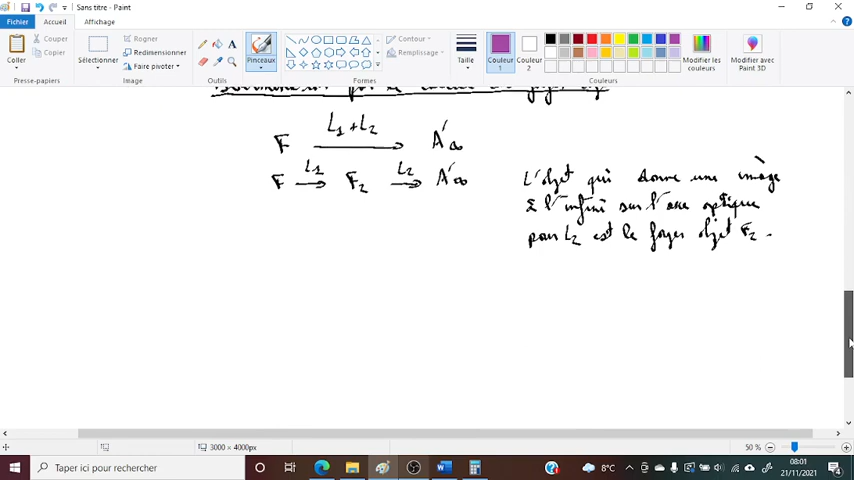 Sans titre - Paint
Fichier Accueil Affichage
Coller
Couper
Copier
Presse-papiers
Sélectionner
Rogner
Redimensionner
Faire pivoter
Image
A
Outils
Pinceaux
Contour
Remplissage
Formes
Taille
Couleur 1
Couleur 2
Modifier les couleurs
Couleurs
Modifier avec Paint 3D
F L1+L2 A'∞
F L1 F2 L2 A'∞
L'objet qui donne une image
à l'infini sur l'axe optique
pour L2 est le foyer objet F2.
3000 × 4000px
50 %
Taper ici pour rechercher
8°C
08:01
21/11/2021
4